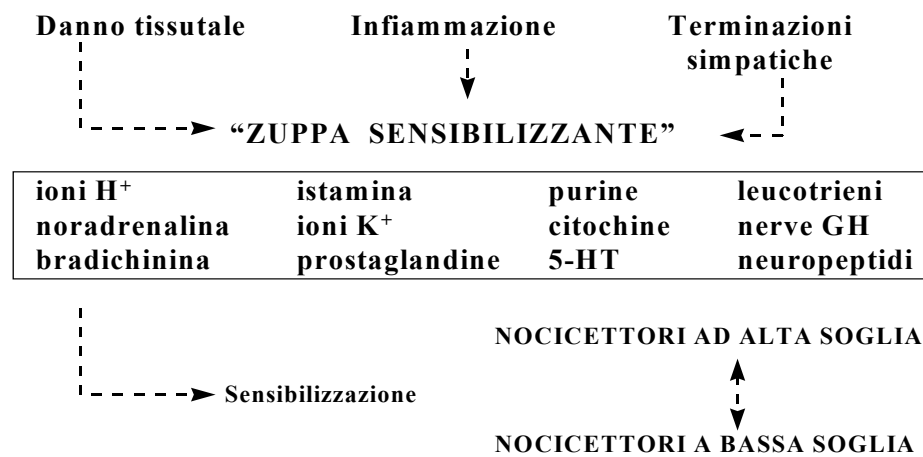 Danno tissutale Infiammazione Terminazioni
simpatiche
“ZUPPA SENSIBILIZZANTE”
ioni H⁺ istamina purine leucotrieni
noradrenalina ioni K⁺ citochine nerve GH
bradichinina prostaglandine 5-HT neuropeptidi
NOCICETTORI AD ALTA SOGLIA
Sensibilizzazione
NOCICETTORI A BASSA SOGLIA